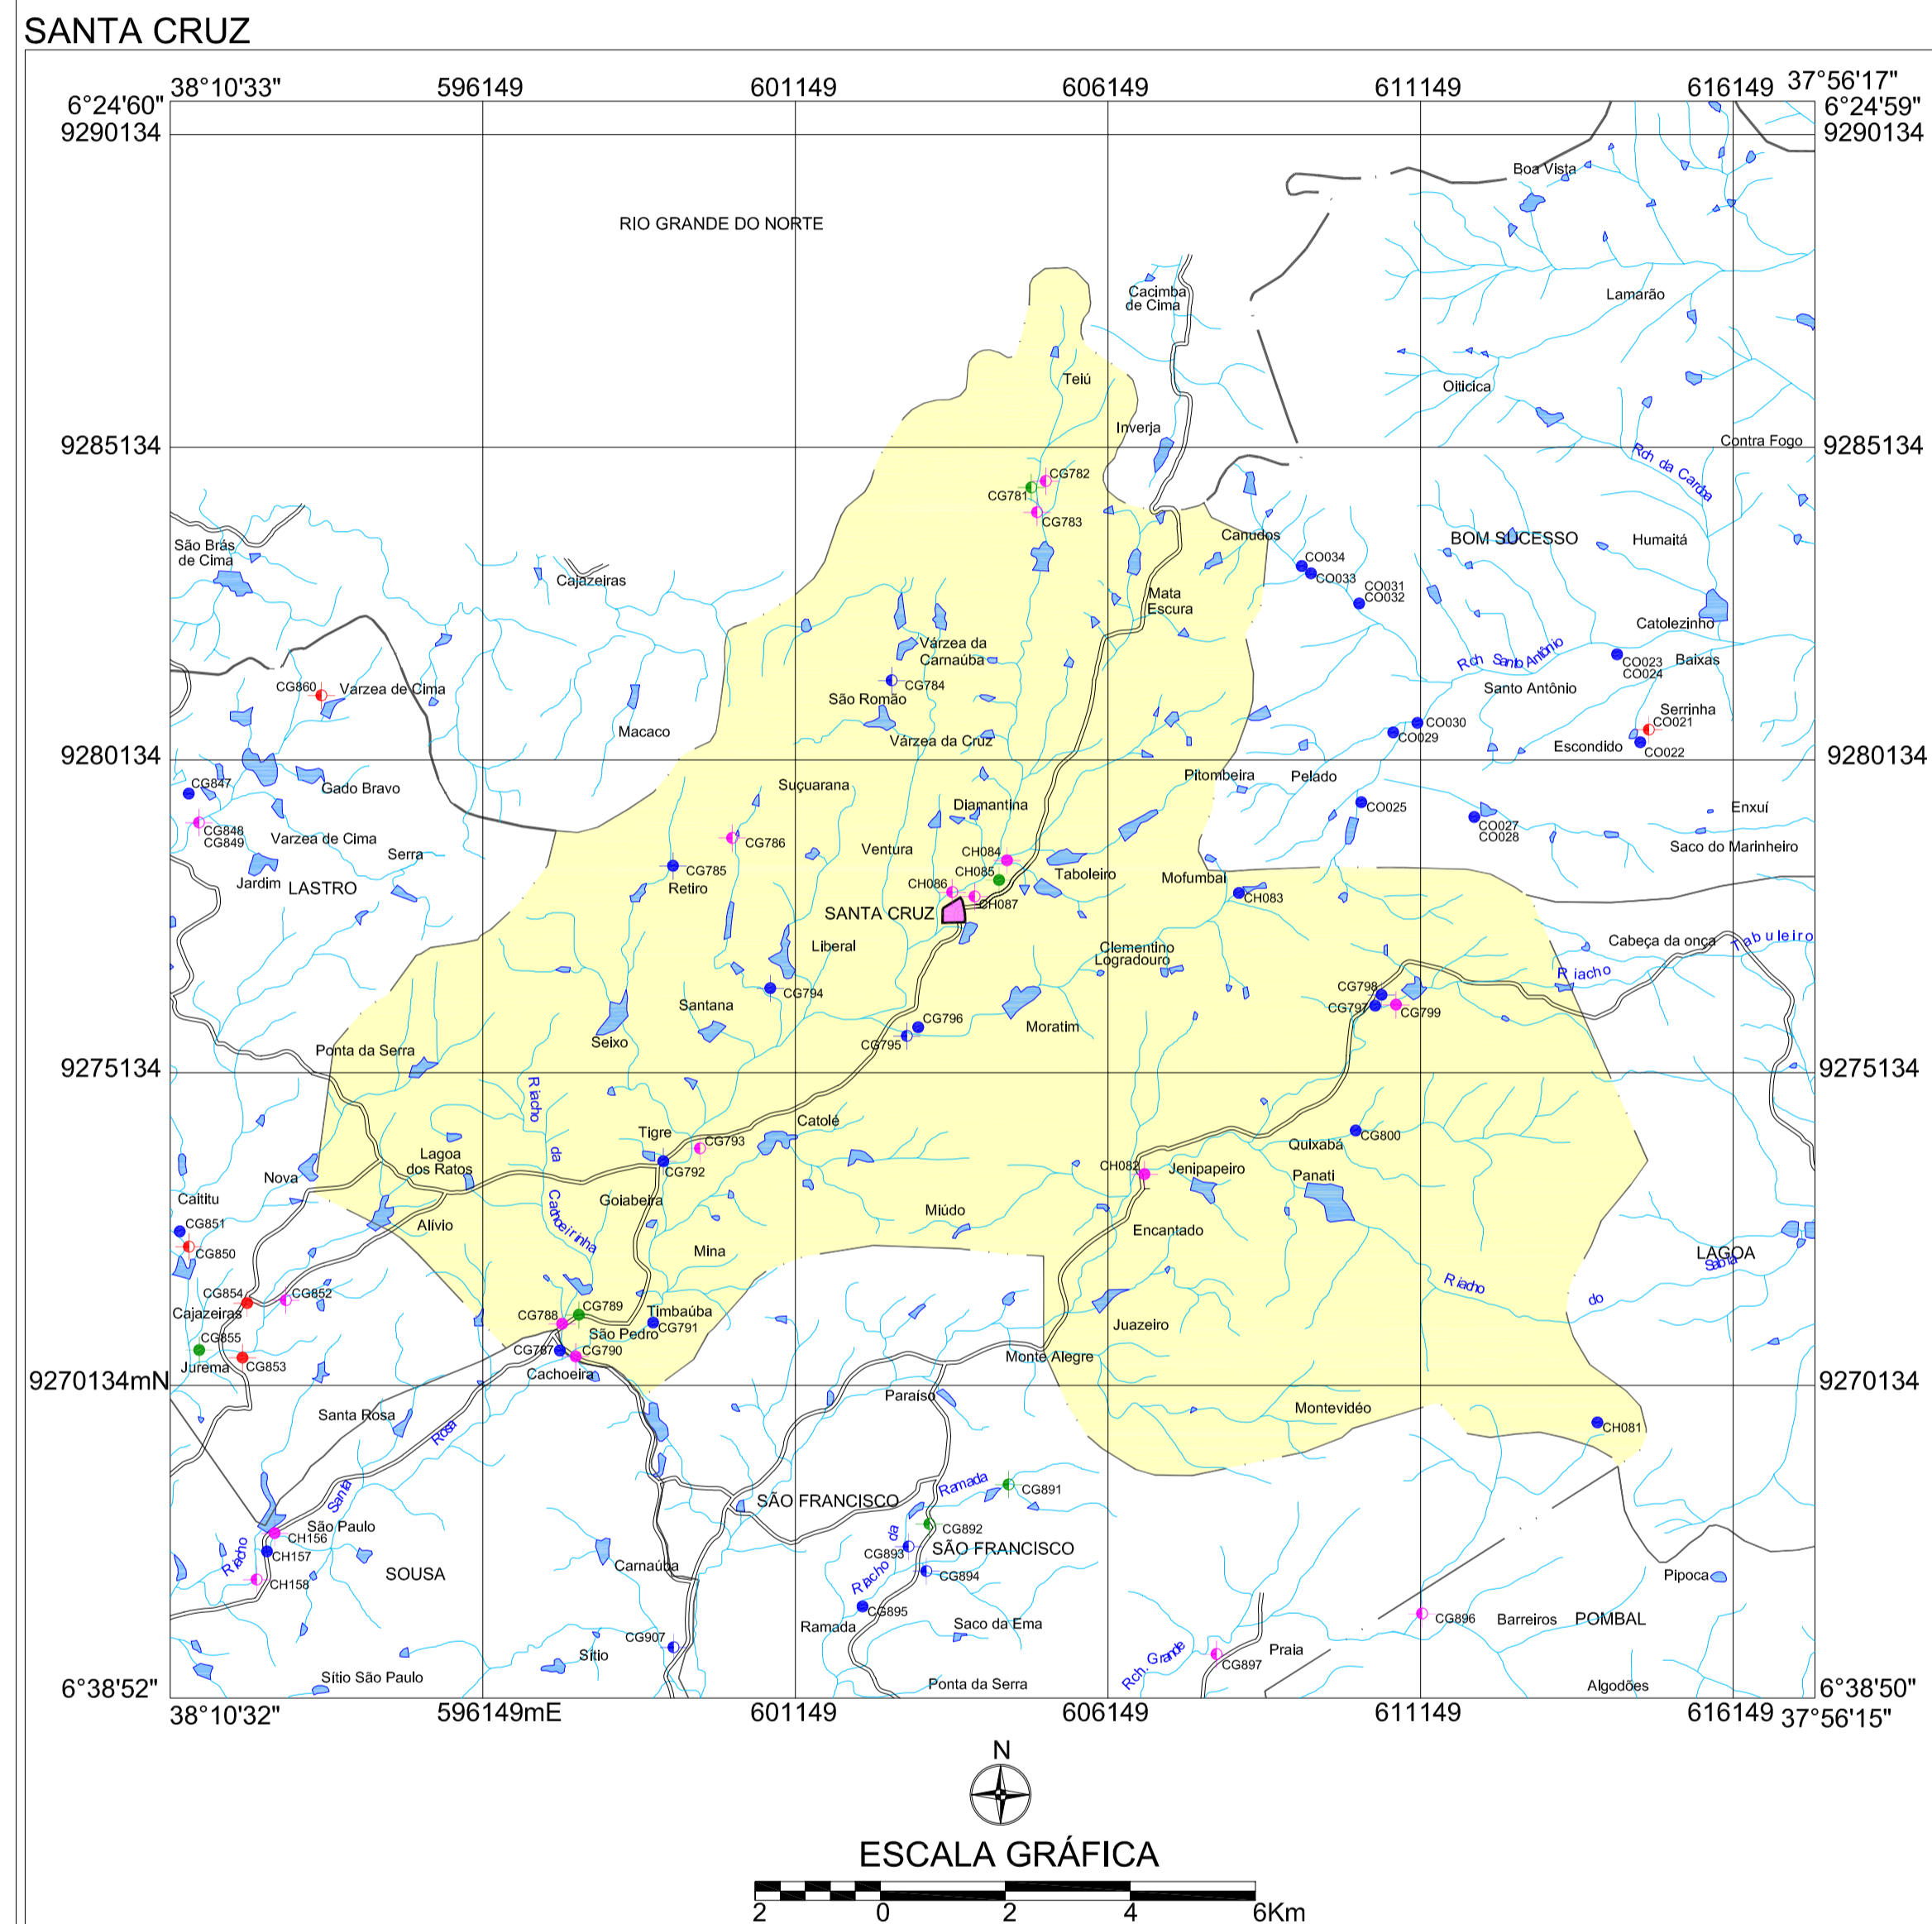 SANTA CRUZ
38°10'33"
596149
601149
606149
611149
616149
37°56'17"
6°24'60"
6°24'59"
9290134
9290134
Boa Vista
RIO GRANDE DO NORTE
Cacimba
de Cima
Lamarão
Teiú
Oiticica
Inverja
9285134
9285134
Contra Fogo
Rch da Caroba
CG782
CG781
CG783
São Brás
de Cima
Canudos
BOM SUCESSO
Humaitá
Cajazeiras
CO034
CO033
CO031
CO032
Mata
Escura
Catolezinho
Várzea da
Carnaúba
Rch Santo Antônio
CO023
CO024
Baixas
CG860
Varzea de Cima
CG784
São Romão
Santo Antônio
Serrinha
CO021
CO030
CO029
Macaco
Várzea da Cruz
Escondido
CO022
9280134
9280134
CG847
Gado Bravo
Suçuarana
Pitombeira
Pelado
Diamantina
CO025
Enxuí
CG848
CG849
Varzea de Cima
CO027
CO028
CG786
Ventura
CH084
Saco do Marinheiro
Serra
CG785
Retiro
CH085
Taboleiro
Mofumbal
Jardim
LASTRO
CH086
CH083
CH087
SANTA CRUZ
Liberal
Clementino
Logradouro
Cabeça da onça
Tabuleiro
Riacho
CG794
CG798
Santana
CG797
CG799
CG796
Moratim
Seixo
CG795
Ponta da Serra
9275134
9275134
Riacho
Catolé
Tigre
CG793
CG800
Quixabá
da
Lagoa
dos Ratos
CG792
CH082
Jenipapeiro
Panati
Nova
Caititu
Goiabeira
Cachoeirinha
Miúdo
Alívio
CG851
Encantado
CG850
Mina
LAGOA
Sabiá
Riacho
do
CG854
CG852
Cajazeiras
CG789
Timbaúba
CG788
CG791
São Pedro
Juazeiro
CG855
CG787
CG790
Jurema
CG853
Cachoeira
Monte Alegre
9270134mN
9270134
Paraíso
Santa Rosa
Montevidéo
Rosa
CH081
Ramada
CG891
Santa
SÃO FRANCISCO
São Paulo
CH156
CG892
da
Riacho
CH157
CG893
SÃO FRANCISCO
SOUSA
Carnaúba
CG894
CH158
Riacho
Pipoca
CG895
CG896
Barreiros
POMBAL
Ramada
Saco da Ema
CG907
Sítio
Praia
Rch. Grande
CG897
Sítio São Paulo
Ponta da Serra
Algodões
6°38'52"
6°38'50"
38°10'32"
596149mE
601149
606149
611149
616149
37°56'15"
N
ESCALA GRÁFICA
2
0
2
4
6Km